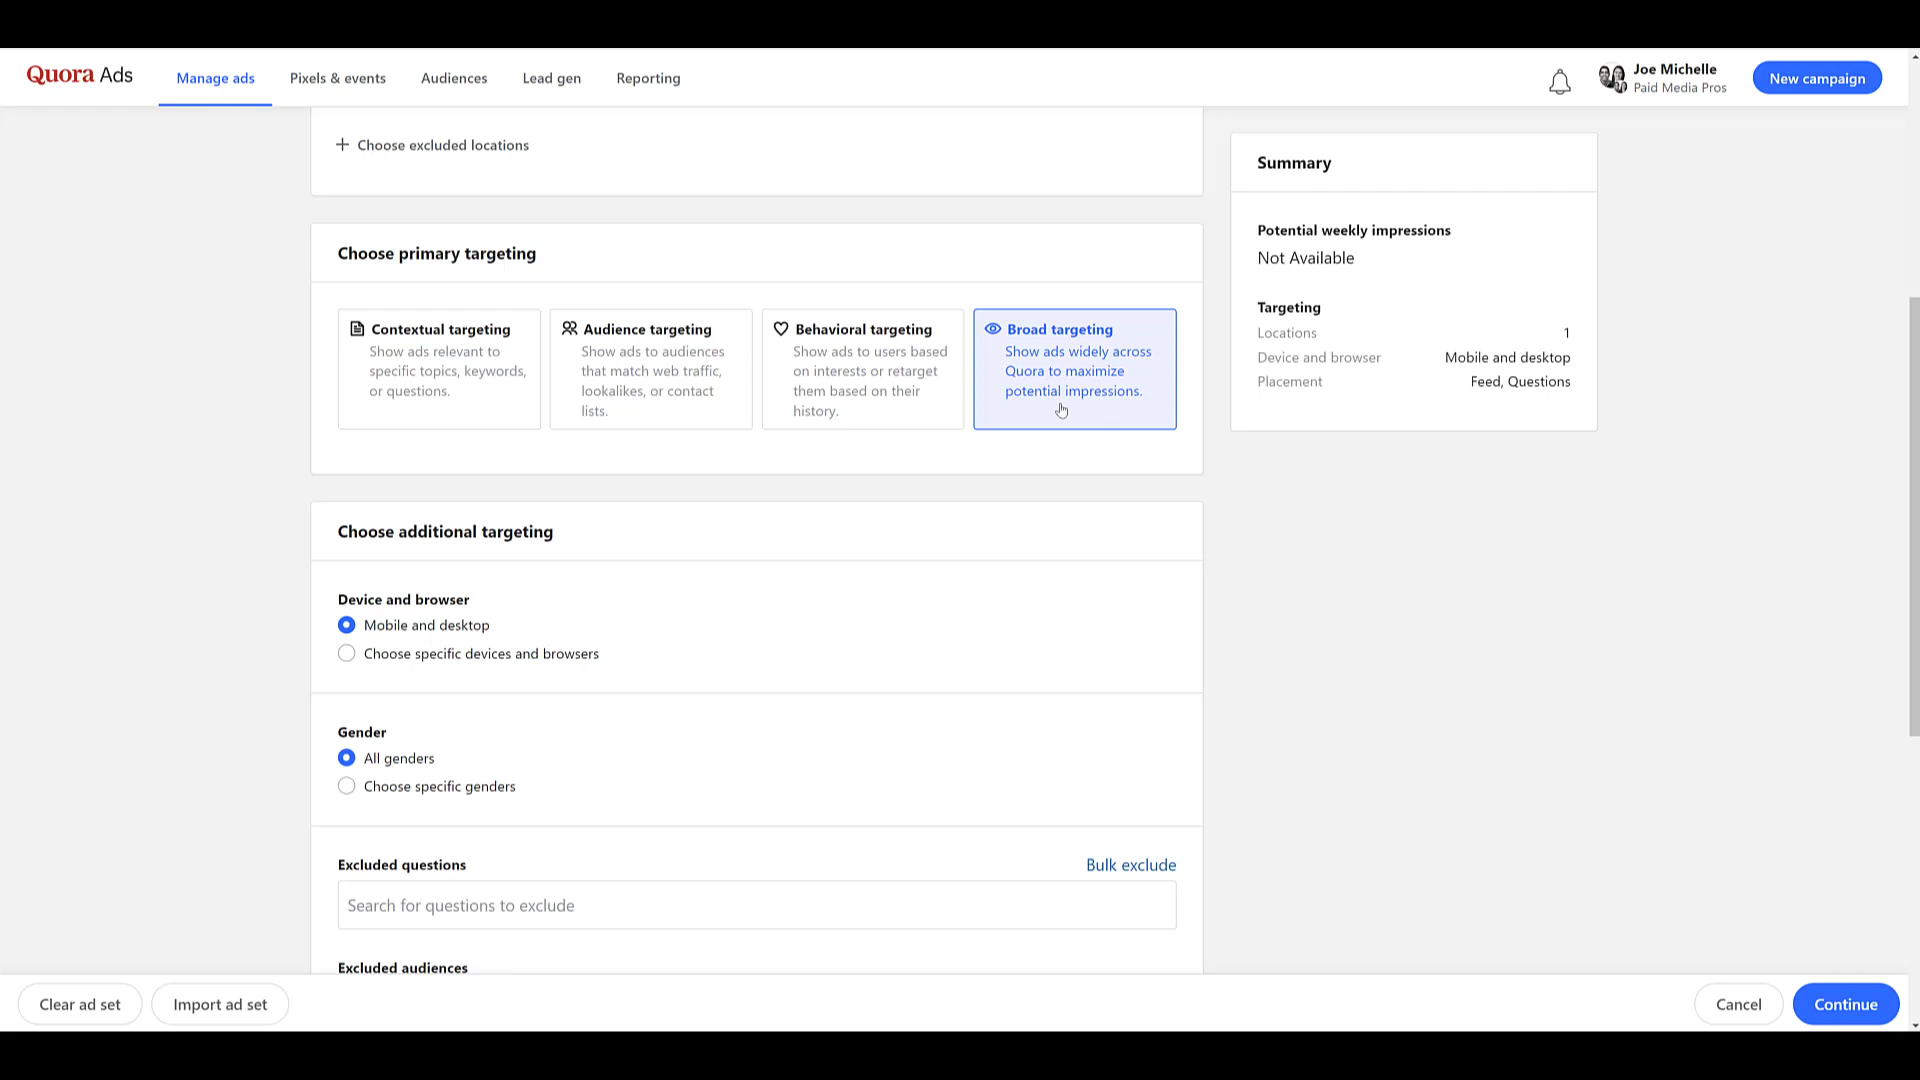 Quora Ads
Manage ads
Pixels & events
Audiences
Lead gen
Reporting
Joe Michelle
Paid Media Pros
New campaign
+ Choose excluded locations
Choose primary targeting
Contextual targeting
Show ads relevant to
specific topics, keywords,
or questions.
Audience targeting
Show ads to audiences
that match web traffic,
lookalikes, or contact
lists.
Behavioral targeting
Show ads to users based
on interests or retarget
them based on their
history.
Broad targeting
Show ads widely across
Quora to maximize
potential impressions.
Summary
Potential weekly impressions
Not Available
Targeting
Locations 1
Device and browser Mobile and desktop
Placement Feed, Questions
Choose additional targeting
Device and browser
Mobile and desktop
Choose specific devices and browsers
Gender
All genders
Choose specific genders
Excluded questions Bulk exclude
Search for questions to exclude
Excluded audiences
Clear ad set
Import ad set
Cancel
Continue